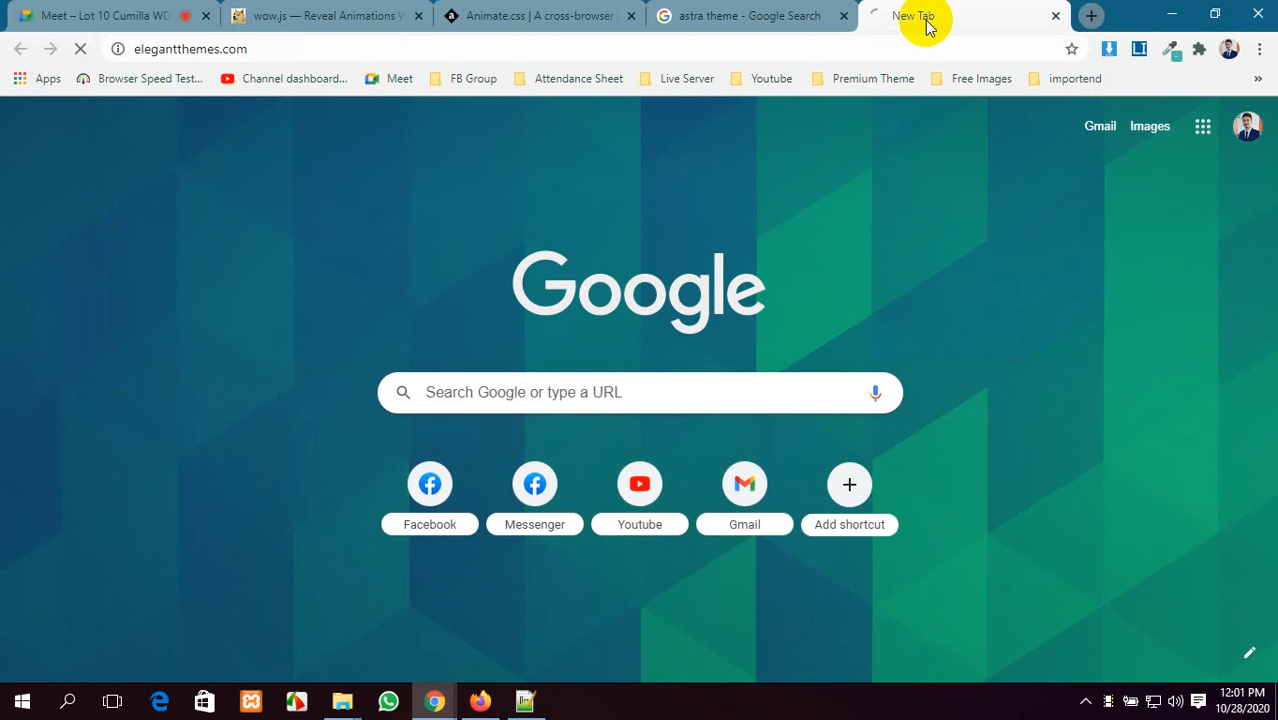 Meet – Lot 10 Cumilla WD
wow.js — Reveal Animations W
Animate.css | A cross-browser
astra theme - Google Search
New Tab
elegantthemes.com
Apps
Browser Speed Test...
Channel dashboard...
Meet
FB Group
Attendance Sheet
Live Server
Youtube
Premium Theme
Free Images
importend
»
Gmail
Images
Google
Search Google or type a URL
Facebook
Messenger
Youtube
Gmail
Add shortcut
12:01 PM
10/28/2020